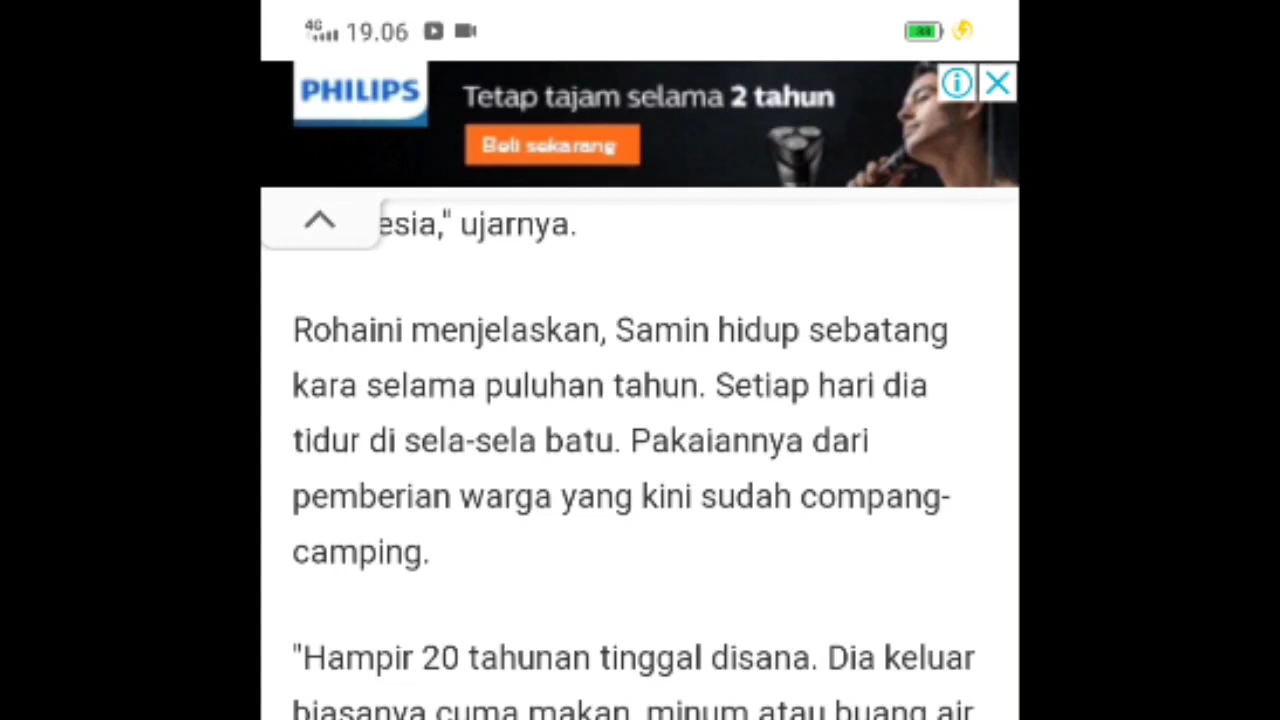 4G 19.06 33
PHILIPS
Tetap tajam selama 2 tahun
Beli sekarang
esia," ujarnya.
Rohaini menjelaskan, Samin hidup sebatang
kara selama puluhan tahun. Setiap hari dia
tidur di sela-sela batu. Pakaiannya dari
pemberian warga yang kini sudah compang-
camping.
"Hampir 20 tahunan tinggal disana. Dia keluar
biasanya cuma makan, minum atau buang air